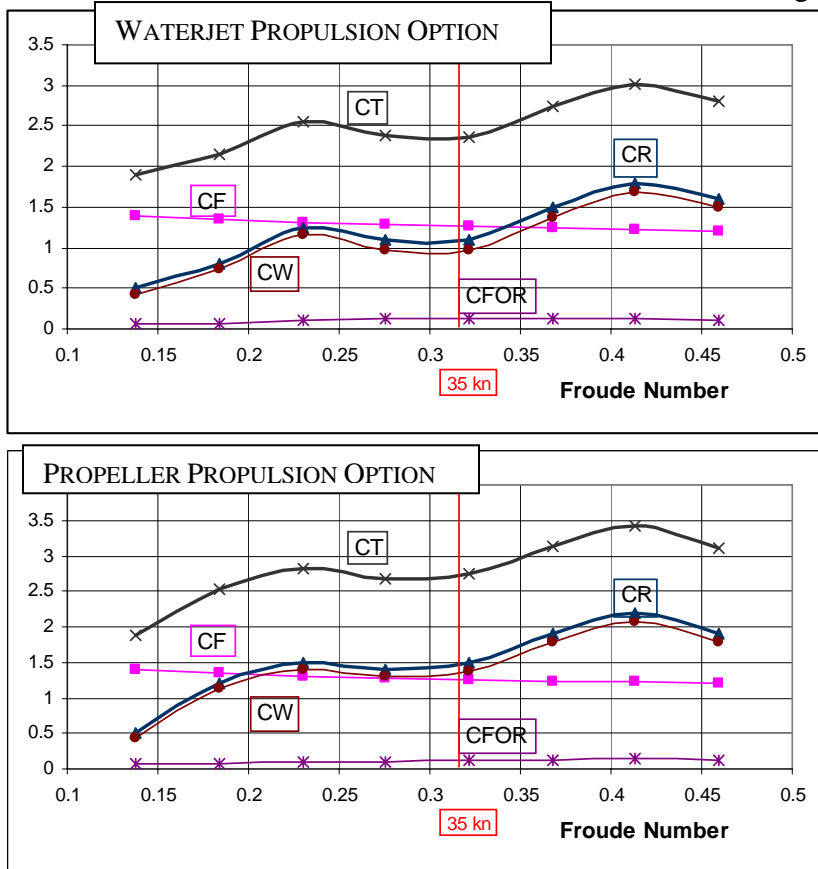 g
WATERJET PROPULSION OPTION
3.5
3
2.5
2
1.5
1
0.5
0
CT
CR
CF
CW
CFOR
0.1
0.15
0.2
0.25
0.3
0.35
0.4
0.45
0.5
35 kn
Froude Number
PROPELLER PROPULSION OPTION
3.5
3
2.5
2
1.5
1
0.5
0
CT
CR
CF
CW
CFOR
0.1
0.15
0.2
0.25
0.3
0.35
0.4
0.45
0.5
35 kn
Froude Number